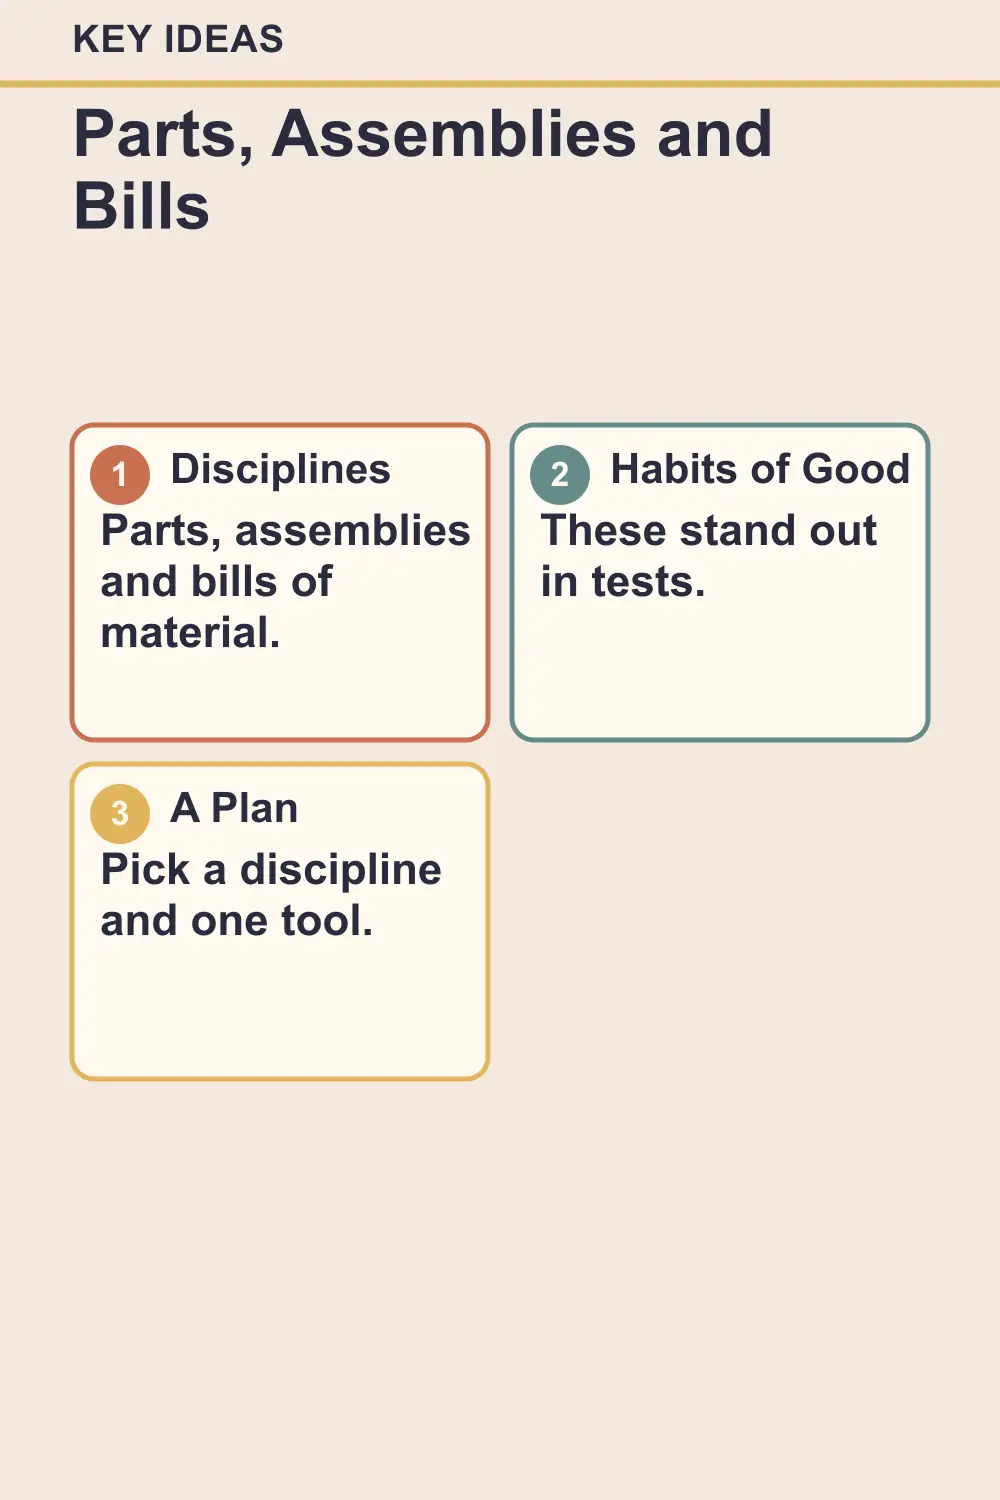 KEY IDEAS
Parts, Assemblies and
Bills
1 Disciplines
Parts, assemblies
and bills of
material.
2 Habits of Good
These stand out
in tests.
3 A Plan
Pick a discipline
and one tool.